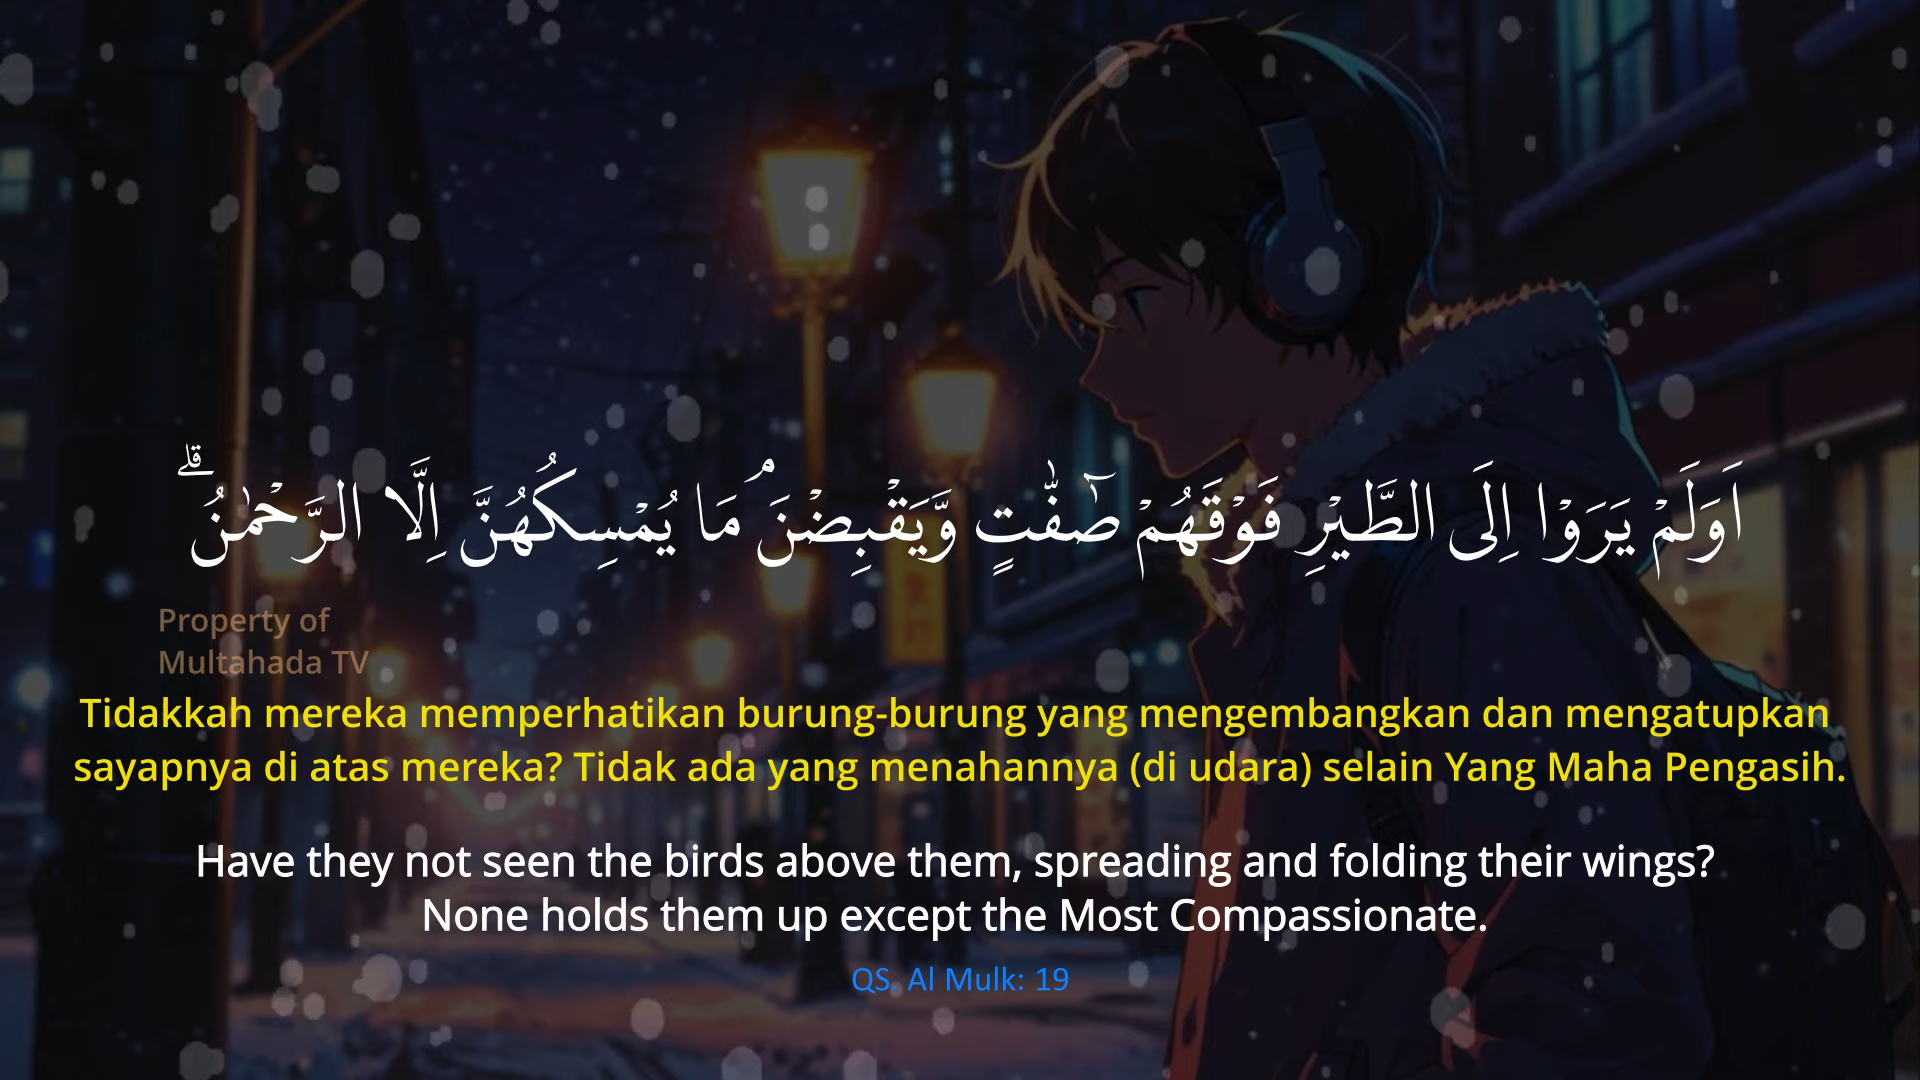 اَوَلَمْ يَرَوْا اِلَى الطَّيْرِ فَوْقَهُمْ صٰۤفّٰتٍ وَّيَقْبِضْنَۘ مَا يُمْسِكُهُنَّ اِلَّا الرَّحْمٰنُۗ
Property of
Multahada TV
Tidakkah mereka memperhatikan burung-burung yang mengembangkan dan mengatupkan
sayapnya di atas mereka? Tidak ada yang menahannya (di udara) selain Yang Maha Pengasih.
Have they not seen the birds above them, spreading and folding their wings?
None holds them up except the Most Compassionate.
QS. Al Mulk: 19